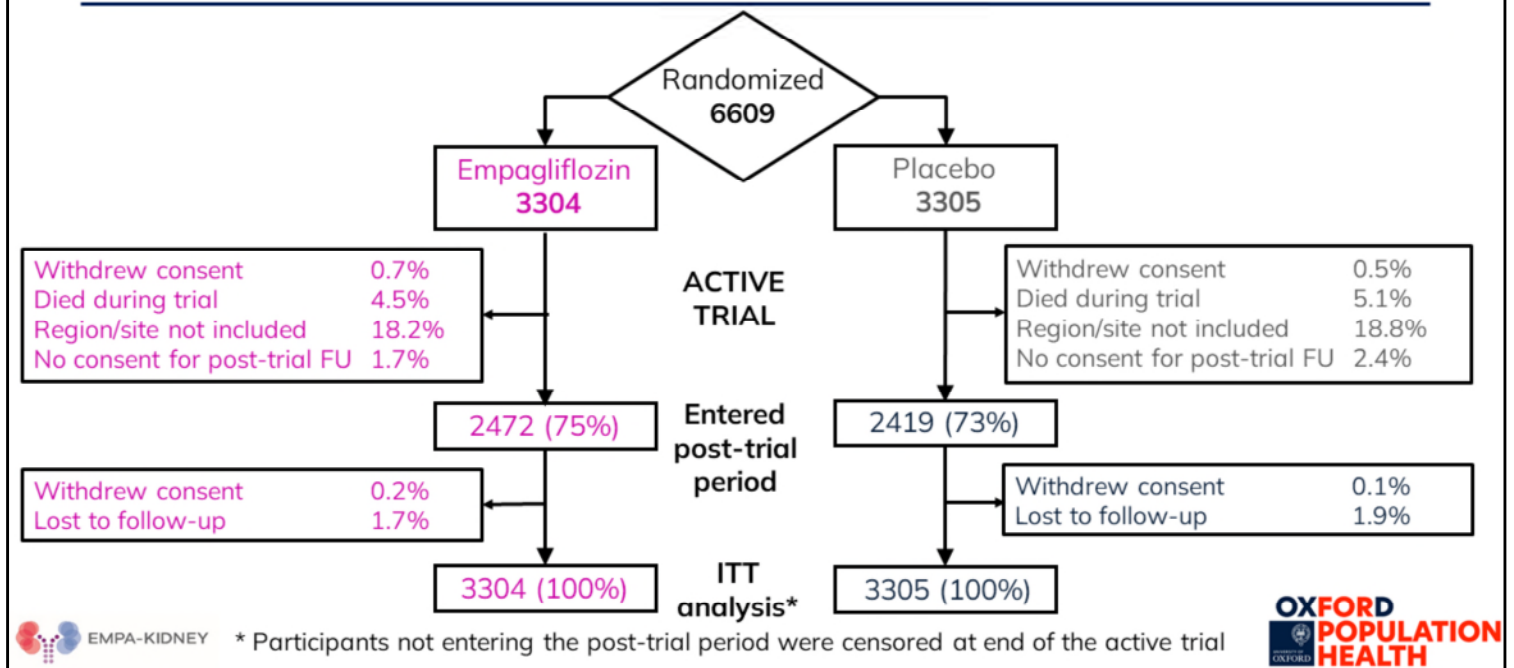 Randomized
6609
Empagliflozin
3304
Placebo
3305
Withdrew consent 0.7%
Died during trial 4.5%
Region/site not included 18.2%
No consent for post-trial FU 1.7%
ACTIVE
TRIAL
Withdrew consent 0.5%
Died during trial 5.1%
Region/site not included 18.8%
No consent for post-trial FU 2.4%
2472 (75%)
Entered
post-trial
period
2419 (73%)
Withdrew consent 0.2%
Lost to follow-up 1.7%
Withdrew consent 0.1%
Lost to follow-up 1.9%
3304 (100%)
ITT
analysis*
3305 (100%)
EMPA-KIDNEY
* Participants not entering the post-trial period were censored at end of the active trial
OXFORD
POPULATION
HEALTH
UNIVERSITY OF
OXFORD